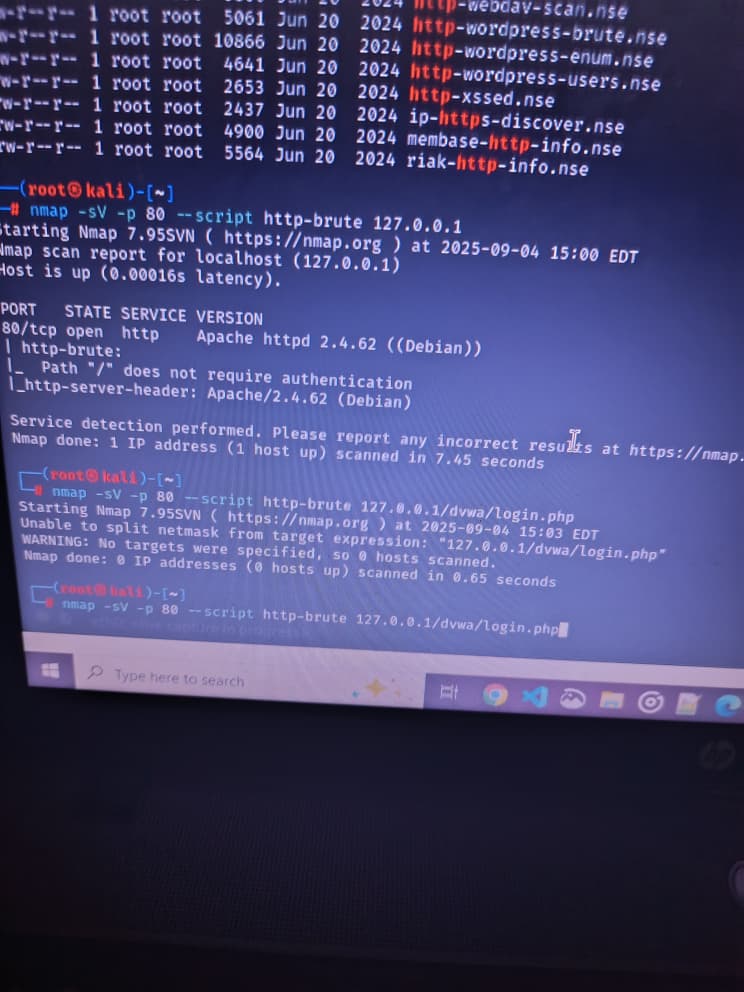 2024 http-webdav-scan.nse
-r--r-- 1 root root 5061 Jun 20 2024 http-wordpress-brute.nse
w-r--r-- 1 root root 10866 Jun 20 2024 http-wordpress-enum.nse
w-r--r-- 1 root root 4641 Jun 20 2024 http-wordpress-users.nse
w-r--r-- 1 root root 2653 Jun 20 2024 http-xssed.nse
rw-r--r-- 1 root root 2437 Jun 20 2024 ip-https-discover.nse
rw-r--r-- 1 root root 4900 Jun 20 2024 membase-http-info.nse
rw-r--r-- 1 root root 5564 Jun 20 2024 riak-http-info.nse
(root㉿kali)-[~]
# nmap -sV -p 80 --script http-brute 127.0.0.1
Starting Nmap 7.95SVN ( https://nmap.org ) at 2025-09-04 15:00 EDT
Nmap scan report for localhost (127.0.0.1)
Host is up (0.00016s latency).
PORT STATE SERVICE VERSION
80/tcp open http Apache httpd 2.4.62 ((Debian))
| http-brute:
|_ Path "/" does not require authentication
|_http-server-header: Apache/2.4.62 (Debian)
Service detection performed. Please report any incorrect results at https://nmap.
Nmap done: 1 IP address (1 host up) scanned in 7.45 seconds
(root㉿kali)-[~]
# nmap -sV -p 80 --script http-brute 127.0.0.1/dvwa/login.php
Starting Nmap 7.95SVN ( https://nmap.org ) at 2025-09-04 15:03 EDT
Unable to split netmask from target expression: "127.0.0.1/dvwa/login.php"
WARNING: No targets were specified, so 0 hosts scanned.
Nmap done: 0 IP addresses (0 hosts up) scanned in 0.65 seconds
(root㉿kali)-[~]
# nmap -sV -p 80 --script http-brute 127.0.0.1/dvwa/login.php
Type here to search
hp